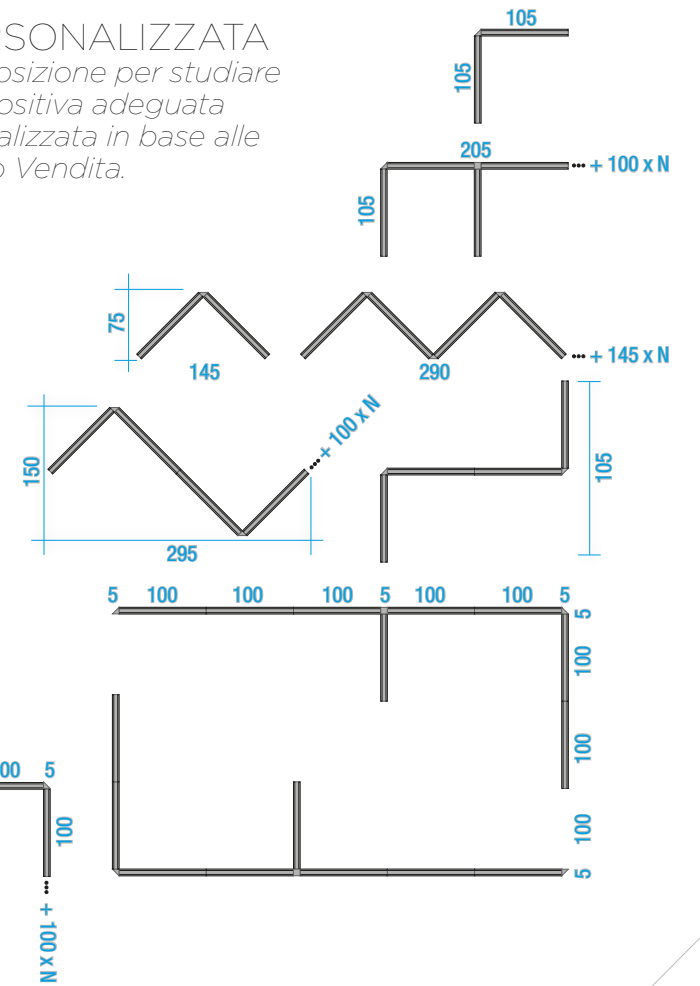 RSONALIZZATA
osizione per studiare
ositiva adeguata
alizzata in base alle
o Vendita.
105
105
205
+ 100 x N
105
75
145
290
+ 145 x N
150
295
+ 100 x N
105
5 100 100 100 5 100 100 5
5
100
100
100
5
00 5
100
+ 100 x N